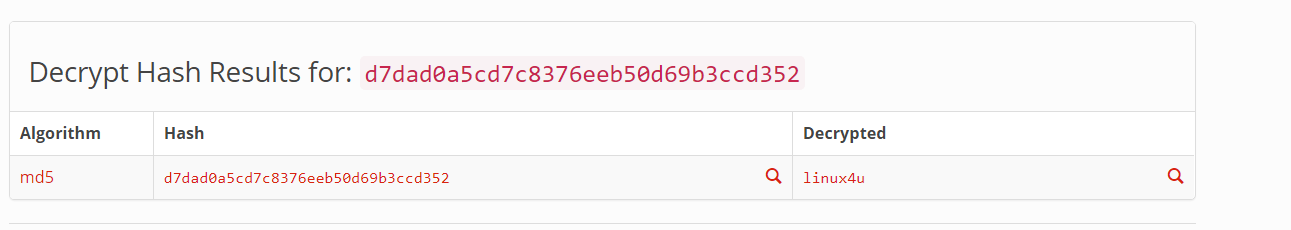 Decrypt Hash Results for: d7dad0a5cd7c8376eeb50d69b3ccd352
Algorithm Hash Decrypted
md5 d7dad0a5cd7c8376eeb50d69b3ccd352 linux4u